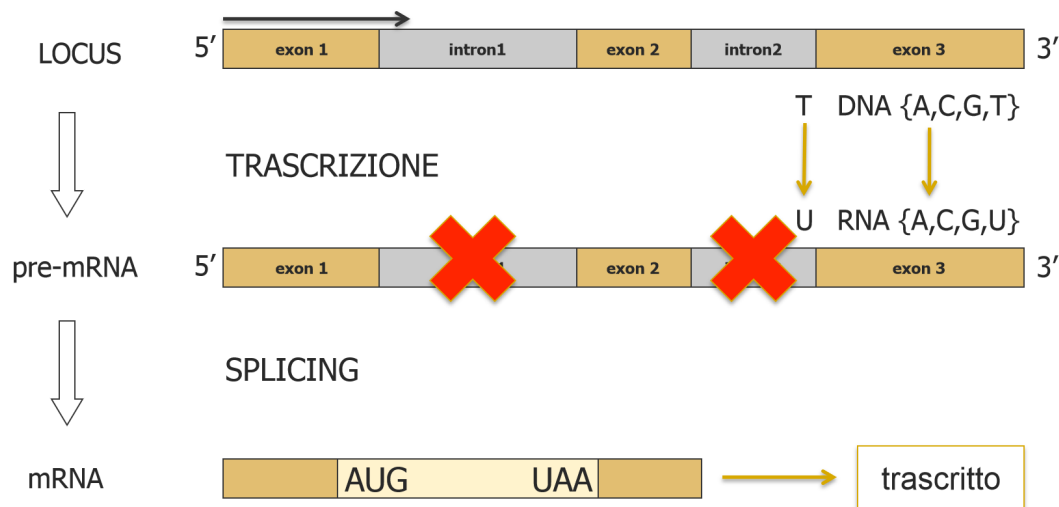 LOCUS
5’ exon 1 intron1 exon 2 intron2 exon 3 3’
T DNA {A,C,G,T}
TRASCRIZIONE
U RNA {A,C,G,U}
pre-mRNA
5’ exon 1 exon 2 exon 3 3’
SPLICING
mRNA
AUG UAA
trascritto